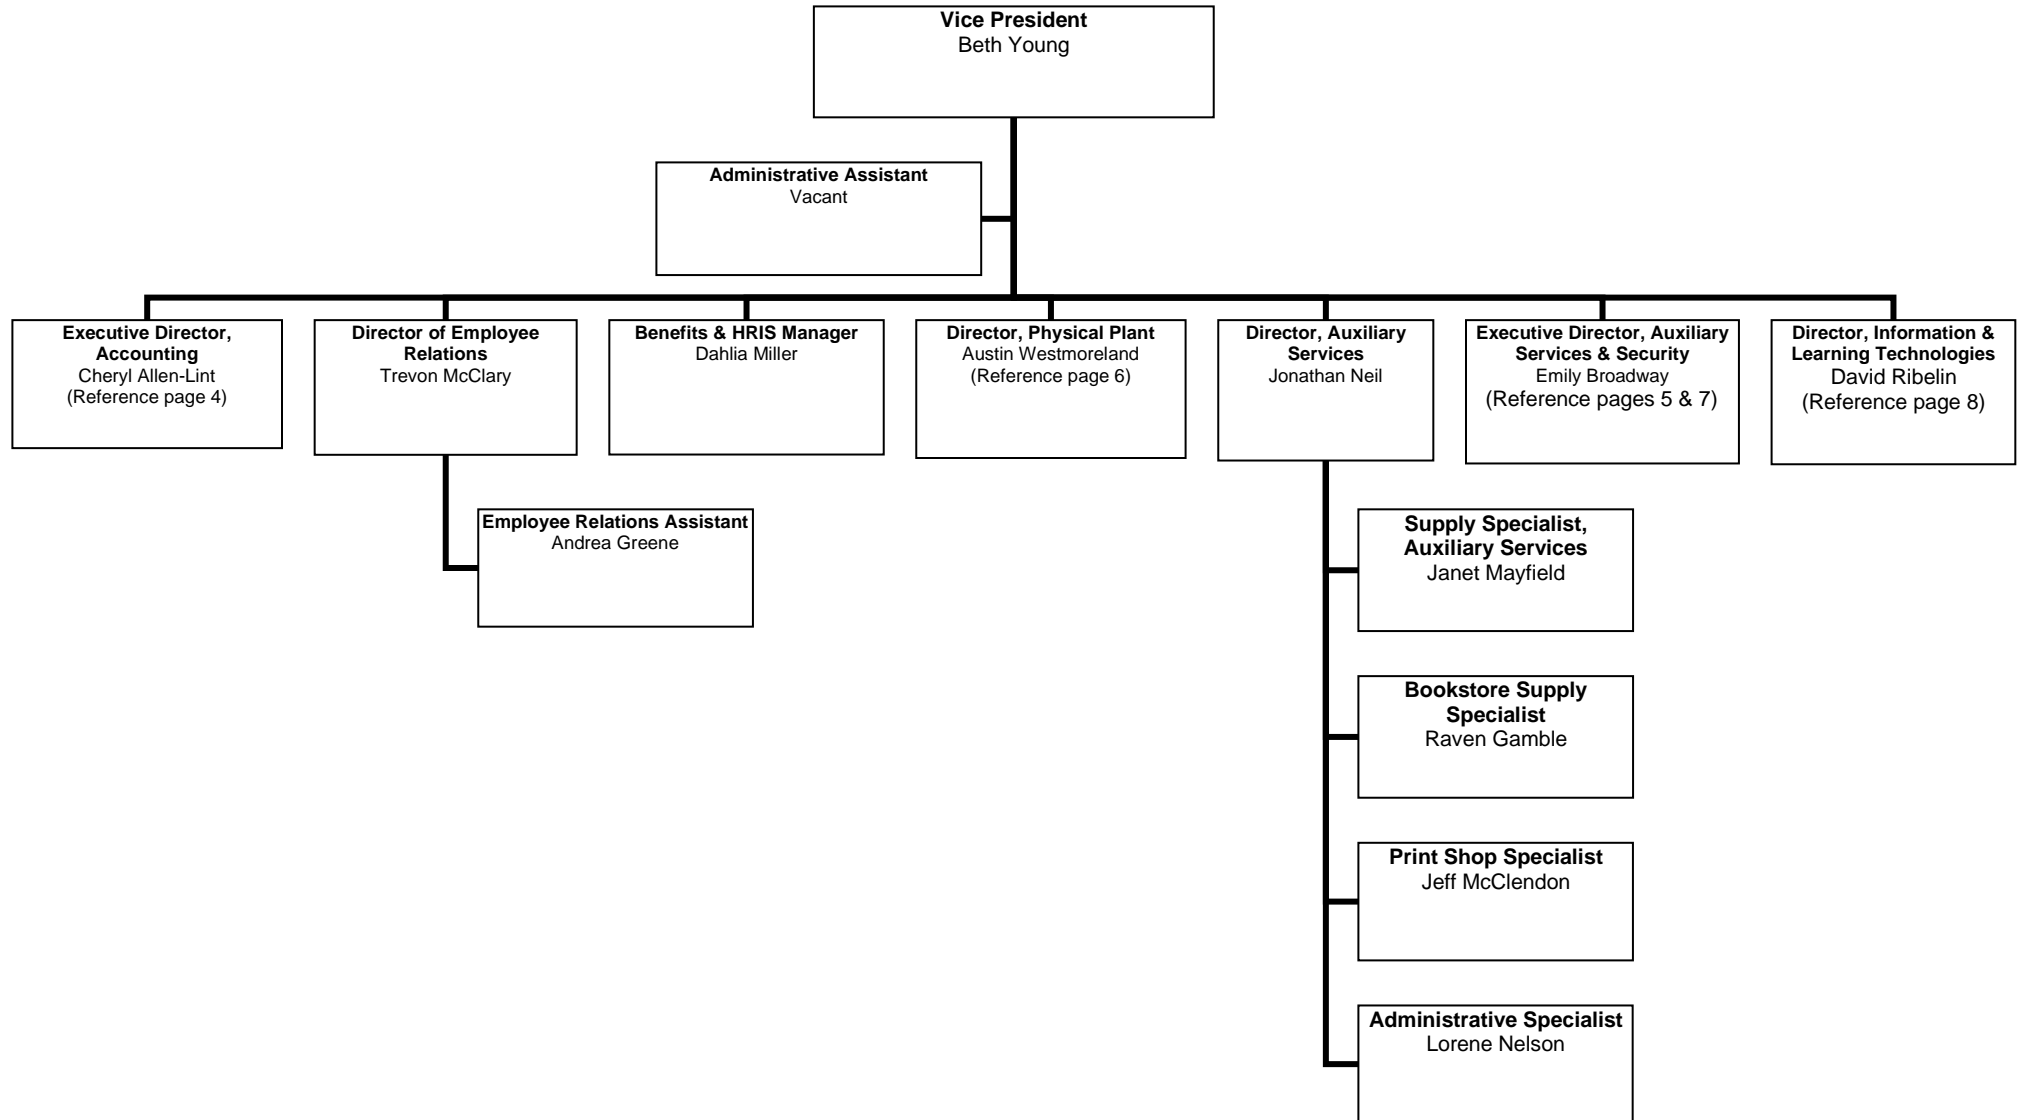 Vice President
Beth Young
Administrative Assistant
Vacant
Executive Director,
Accounting
Cheryl Allen-Lint
(Reference page 4)
Director of Employee
Relations
Trevon McClary
Benefits & HRIS Manager
Dahlia Miller
Director, Physical Plant
Austin Westmoreland
(Reference page 6)
Director, Auxiliary
Services
Jonathan Neil
Executive Director, Auxiliary
Services & Security
Emily Broadway
(Reference pages 5 & 7)
Director, Information &
Learning Technologies
David Ribelin
(Reference page 8)
Employee Relations Assistant
Andrea Greene
Supply Specialist,
Auxiliary Services
Janet Mayfield
Bookstore Supply
Specialist
Raven Gamble
Print Shop Specialist
Jeff McClendon
Administrative Specialist
Lorene Nelson